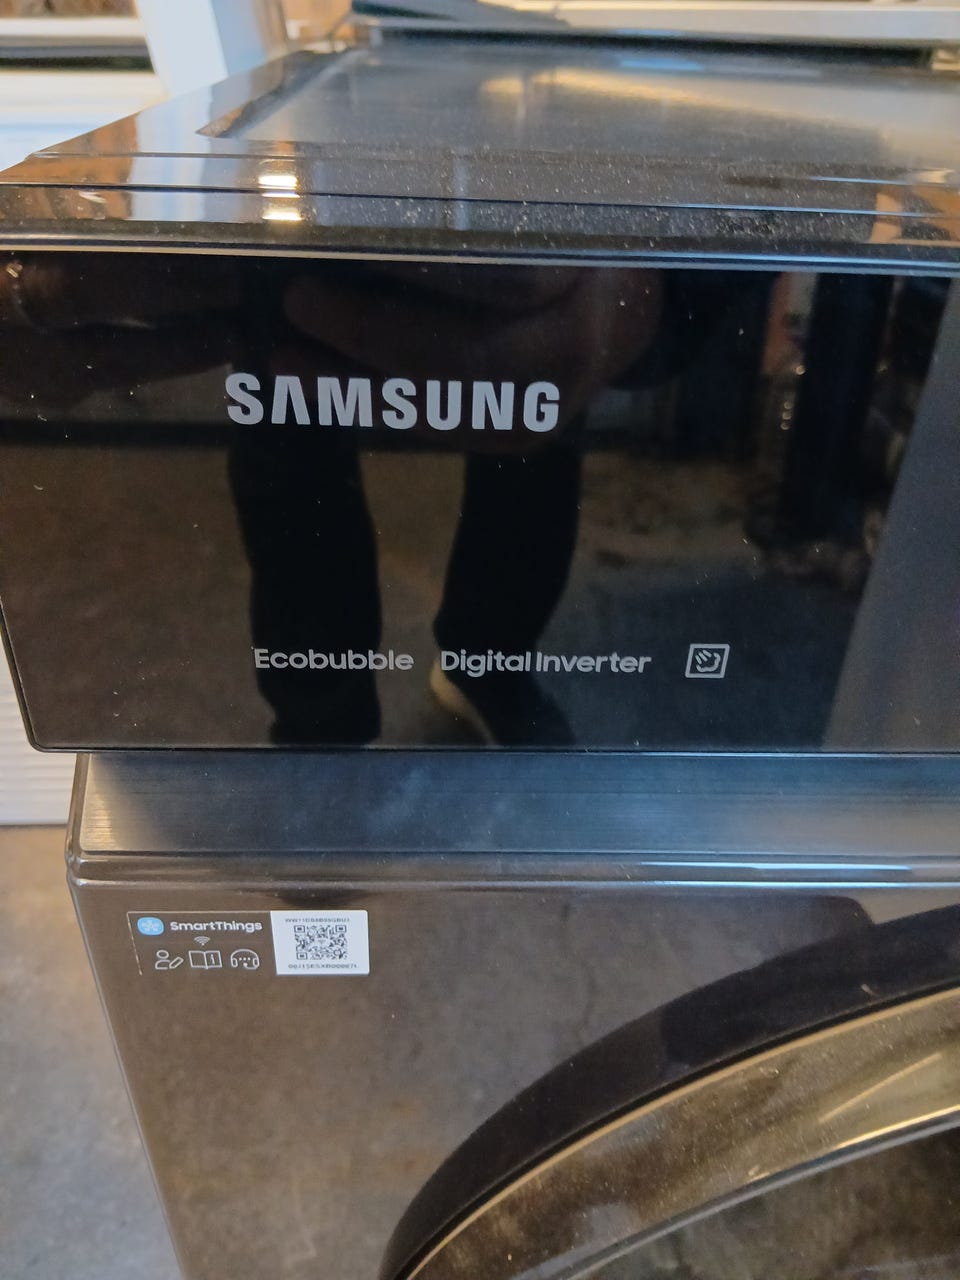 SAMSUNG
Ecobubble Digital Inverter
SmartThings